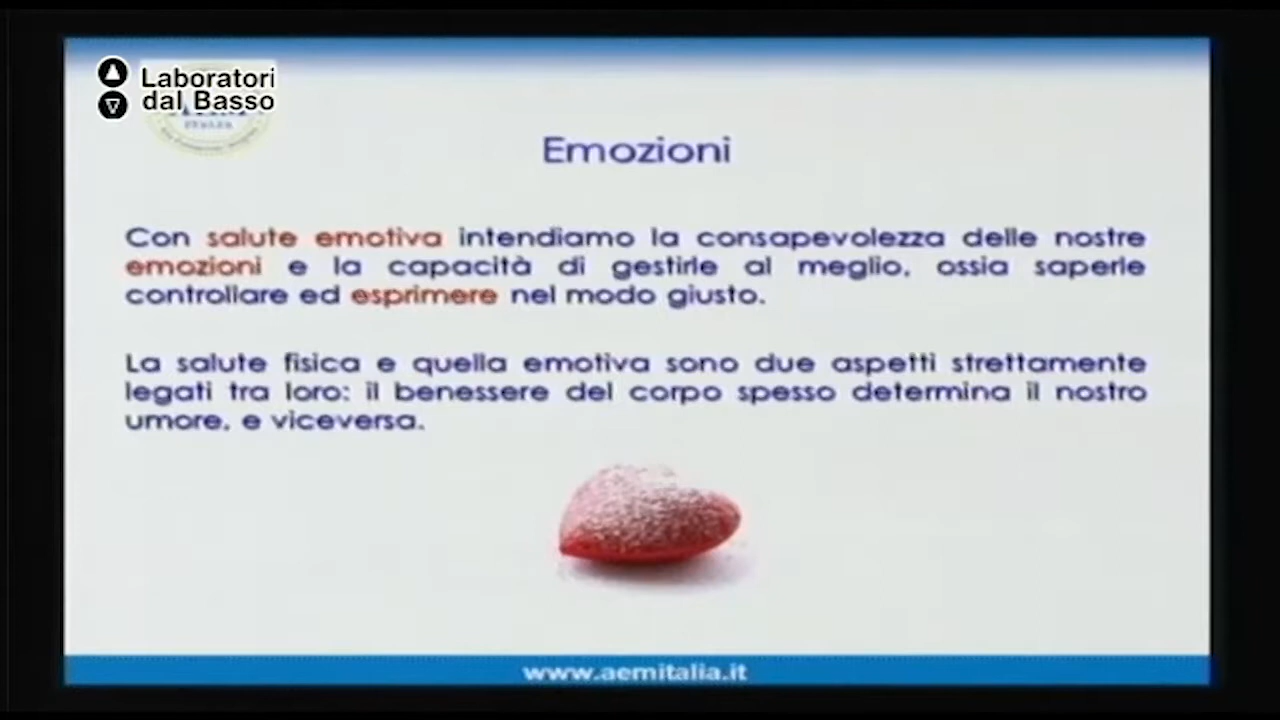 Laboratori
dal Basso
ITALIA
Emozioni
Con salute emotiva intendiamo la consapevolezza delle nostre
emozioni e la capacità di gestirle al meglio, ossia saperle
controllare ed esprimere nel modo giusto.
La salute fisica e quella emotiva sono due aspetti strettamente
legati tra loro: il benessere del corpo spesso determina il nostro
umore, e viceversa.
www.aemitalia.it